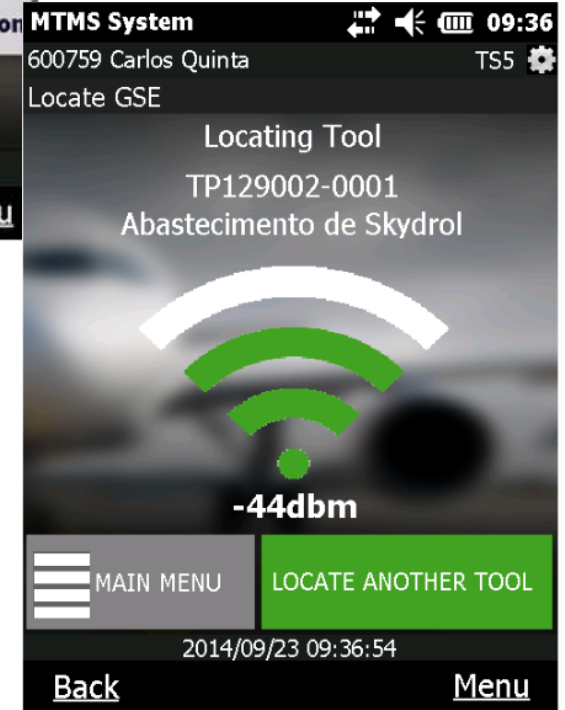 on
MTMS System 09:36
600759 Carlos Quinta TS5
Locate GSE
Locating Tool
TP129002-0001
Abastecimento de Skydrol
u
-44dbm
MAIN MENU
LOCATE ANOTHER TOOL
2014/09/23 09:36:54
Back Menu